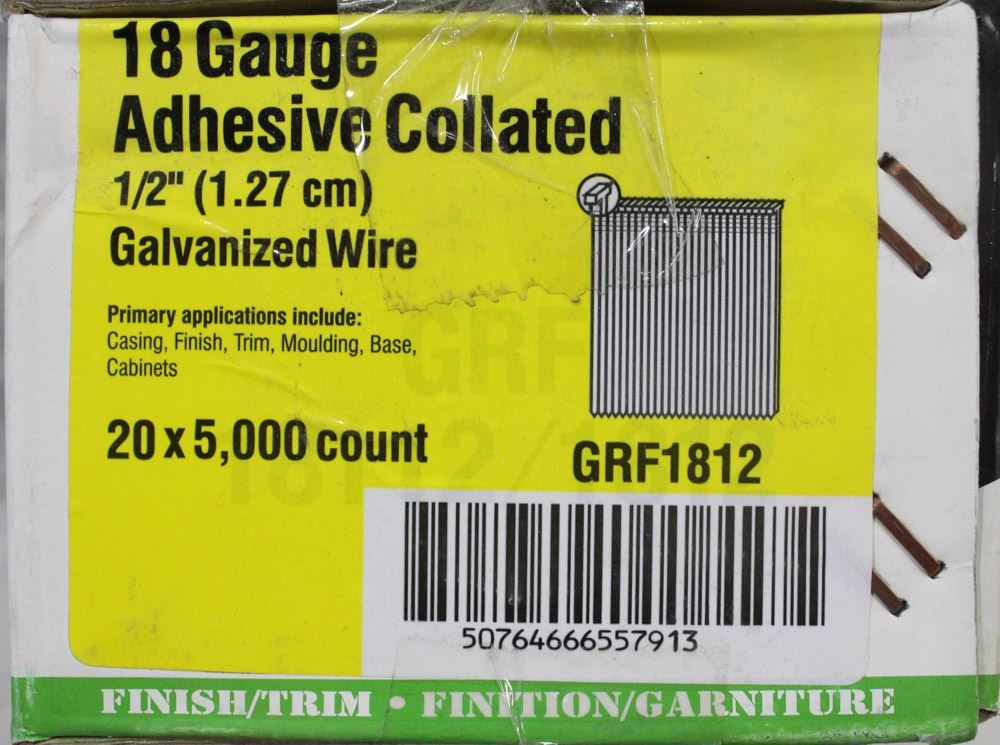 18 Gauge
Adhesive Collated
1/2" (1.27 cm)
Galvanized Wire
Primary applications include:
Casing, Finish, Trim, Moulding, Base,
Cabinets
20 x 5,000 count
GRF
GRF1812
50764666557913
FINISH/TRIM • FINITION/GARNITURE